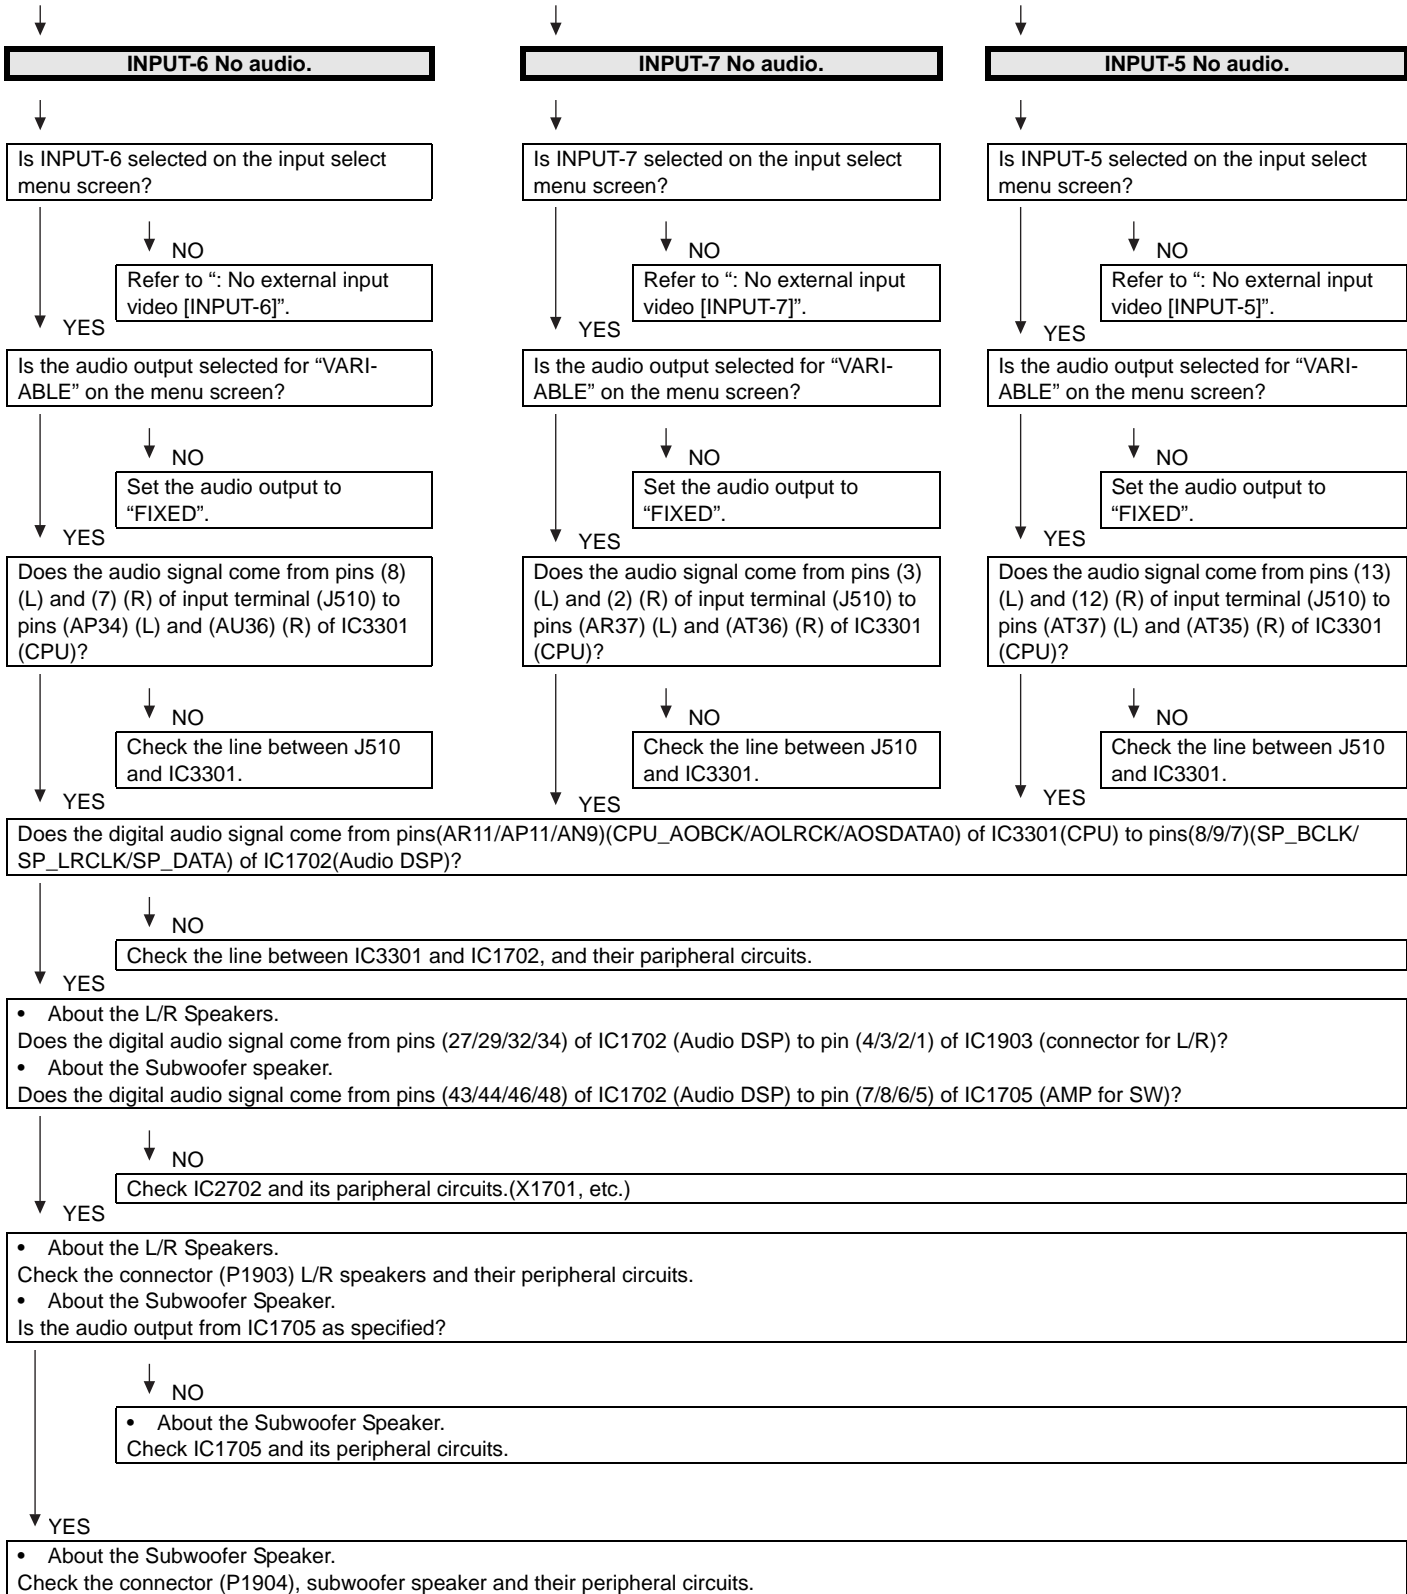 INPUT-6 No audio.
INPUT-7 No audio.
INPUT-5 No audio.
Is INPUT-6 selected on the input select
menu screen?
Is INPUT-7 selected on the input select
menu screen?
Is INPUT-5 selected on the input select
menu screen?
NO
NO
NO
Refer to “: No external input
video [INPUT-6]”.
Refer to “: No external input
video [INPUT-7]”.
Refer to “: No external input
video [INPUT-5]”.
YES
YES
YES
Is the audio output selected for “VARI-
ABLE” on the menu screen?
Is the audio output selected for “VARI-
ABLE” on the menu screen?
Is the audio output selected for “VARI-
ABLE” on the menu screen?
NO
NO
NO
Set the audio output to
“FIXED”.
Set the audio output to
“FIXED”.
Set the audio output to
“FIXED”.
YES
YES
YES
Does the audio signal come from pins (8)
(L) and (7) (R) of input terminal (J510) to
pins (AP34) (L) and (AU36) (R) of IC3301
(CPU)?
Does the audio signal come from pins (3)
(L) and (2) (R) of input terminal (J510) to
pins (AR37) (L) and (AT36) (R) of IC3301
(CPU)?
Does the audio signal come from pins (13)
(L) and (12) (R) of input terminal (J510) to
pins (AT37) (L) and (AT35) (R) of IC3301
(CPU)?
NO
NO
NO
Check the line between J510
and IC3301.
Check the line between J510
and IC3301.
Check the line between J510
and IC3301.
YES
YES
YES
Does the digital audio signal come from pins(AR11/AP11/AN9)(CPU_AOBCK/AOLRCK/AOSDATA0) of IC3301(CPU) to pins(8/9/7)(SP_BCLK/
SP_LRCLK/SP_DATA) of IC1702(Audio DSP)?
NO
Check the line between IC3301 and IC1702, and their paripheral circuits.
YES
• About the L/R Speakers.
Does the digital audio signal come from pins (27/29/32/34) of IC1702 (Audio DSP) to pin (4/3/2/1) of IC1903 (connector for L/R)?
• About the Subwoofer speaker.
Does the digital audio signal come from pins (43/44/46/48) of IC1702 (Audio DSP) to pin (7/8/6/5) of IC1705 (AMP for SW)?
NO
Check IC2702 and its paripheral circuits.(X1701, etc.)
YES
• About the L/R Speakers.
Check the connector (P1903) L/R speakers and their peripheral circuits.
• About the Subwoofer Speaker.
Is the audio output from IC1705 as specified?
NO
• About the Subwoofer Speaker.
Check IC1705 and its peripheral circuits.
YES
• About the Subwoofer Speaker.
Check the connector (P1904), subwoofer speaker and their peripheral circuits.